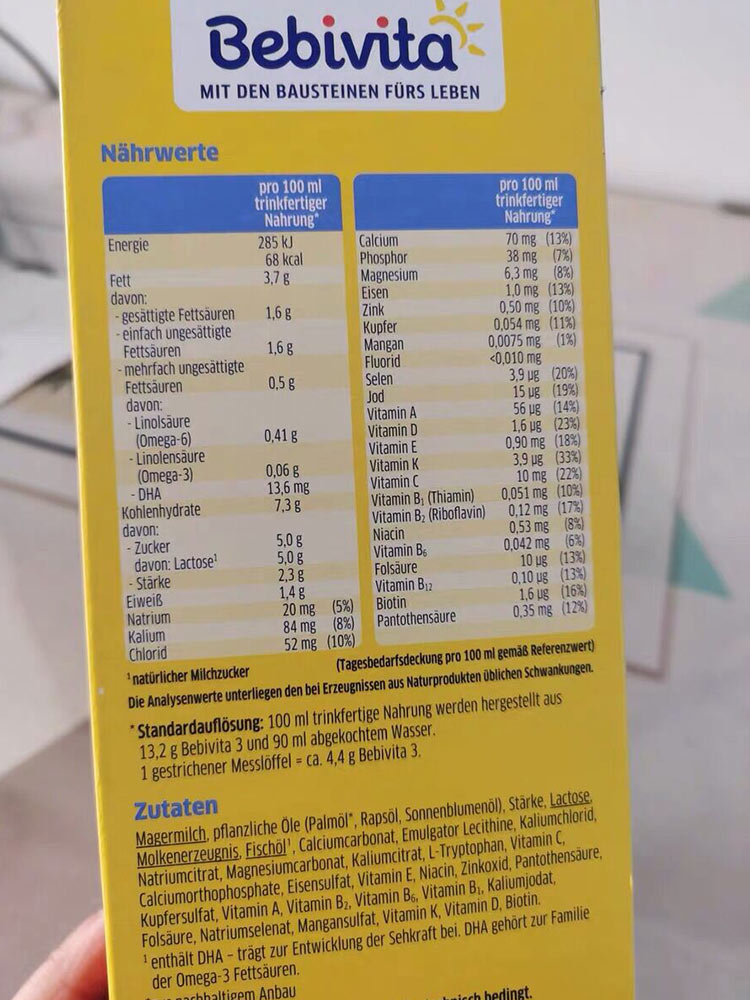 Bebivita
MIT DEN BAUSTEINEN FÜRS LEBEN
Nährwerte
pro 100 ml
trinkfertiger
Nahrung*
Energie 285 kJ
68 kcal
Fett 3,7 g
davon:
- gesättigte Fettsäuren 1,6 g
- einfach ungesättigte
Fettsäuren 1,6 g
- mehrfach ungesättigte
Fettsäuren 0,5 g
davon:
- Linolsäure
(Omega-6) 0,41 g
- Linolensäure
(Omega-3) 0,06 g
- DHA 13,6 mg
Kohlenhydrate 7,3 g
davon:
- Zucker 5,0 g
davon: Lactose¹ 5,0 g
- Stärke 2,3 g
Eiweiß 1,4 g
Natrium 20 mg (5%)
Kalium 84 mg (8%)
Chlorid 52 mg (10%)
pro 100 ml
trinkfertiger
Nahrung*
Calcium 70 mg (13%)
Phosphor 38 mg (7%)
Magnesium 6,3 mg (8%)
Eisen 1,0 mg (13%)
Zink 0,50 mg (10%)
Kupfer 0,054 mg (11%)
Mangan 0,0075 mg (1%)
Fluorid <0,010 mg
Selen 3,9 µg (20%)
Jod 15 µg (19%)
Vitamin A 56 µg (14%)
Vitamin D 1,6 µg (23%)
Vitamin E 0,90 mg (18%)
Vitamin K 3,9 µg (33%)
Vitamin C 10 mg (22%)
Vitamin B₁ (Thiamin) 0,051 mg (10%)
Vitamin B₂ (Riboflavin) 0,12 mg (17%)
Niacin 0,53 mg (8%)
Vitamin B₆ 0,042 mg (6%)
Folsäure 10 µg (13%)
Vitamin B₁₂ 0,10 µg (13%)
Biotin 1,6 µg (16%)
Pantothensäure 0,35 mg (12%)
¹ natürlicher Milchzucker (Tagesbedarfsdeckung pro 100 ml gemäß Referenzwert)
Die Analysenwerte unterliegen den bei Erzeugnissen aus Naturprodukten üblichen Schwankungen.
* Standardauflösung: 100 ml trinkfertige Nahrung werden hergestellt aus
13,2 g Bebivita 3 und 90 ml abgekochtem Wasser.
1 gestrichener Messlöffel = ca. 4,4 g Bebivita 3.
Zutaten
Magermilch, pflanzliche Öle (Palmöl*, Rapsöl, Sonnenblumenöl), Stärke, Lactose,
Molkenerzeugnis, Fischöl¹, Calciumcarbonat, Emulgator Lecithine, Kaliumchlorid,
Natriumcitrat, Magnesiumcarbonat, Kaliumcitrat, L-Tryptophan, Vitamin C,
Calciumorthophosphate, Eisensulfat, Vitamin E, Niacin, Zinkoxid, Pantothensäure,
Kupfersulfat, Vitamin A, Vitamin B₂, Vitamin B₆, Vitamin B₁, Kaliumjodat,
Folsäure, Natriumselenat, Mangansulfat, Vitamin K, Vitamin D, Biotin.
¹ enthält DHA – trägt zur Entwicklung der Sehkraft bei. DHA gehört zur Familie
der Omega-3 Fettsäuren.
nachhaltigem Anbau
bedingt.